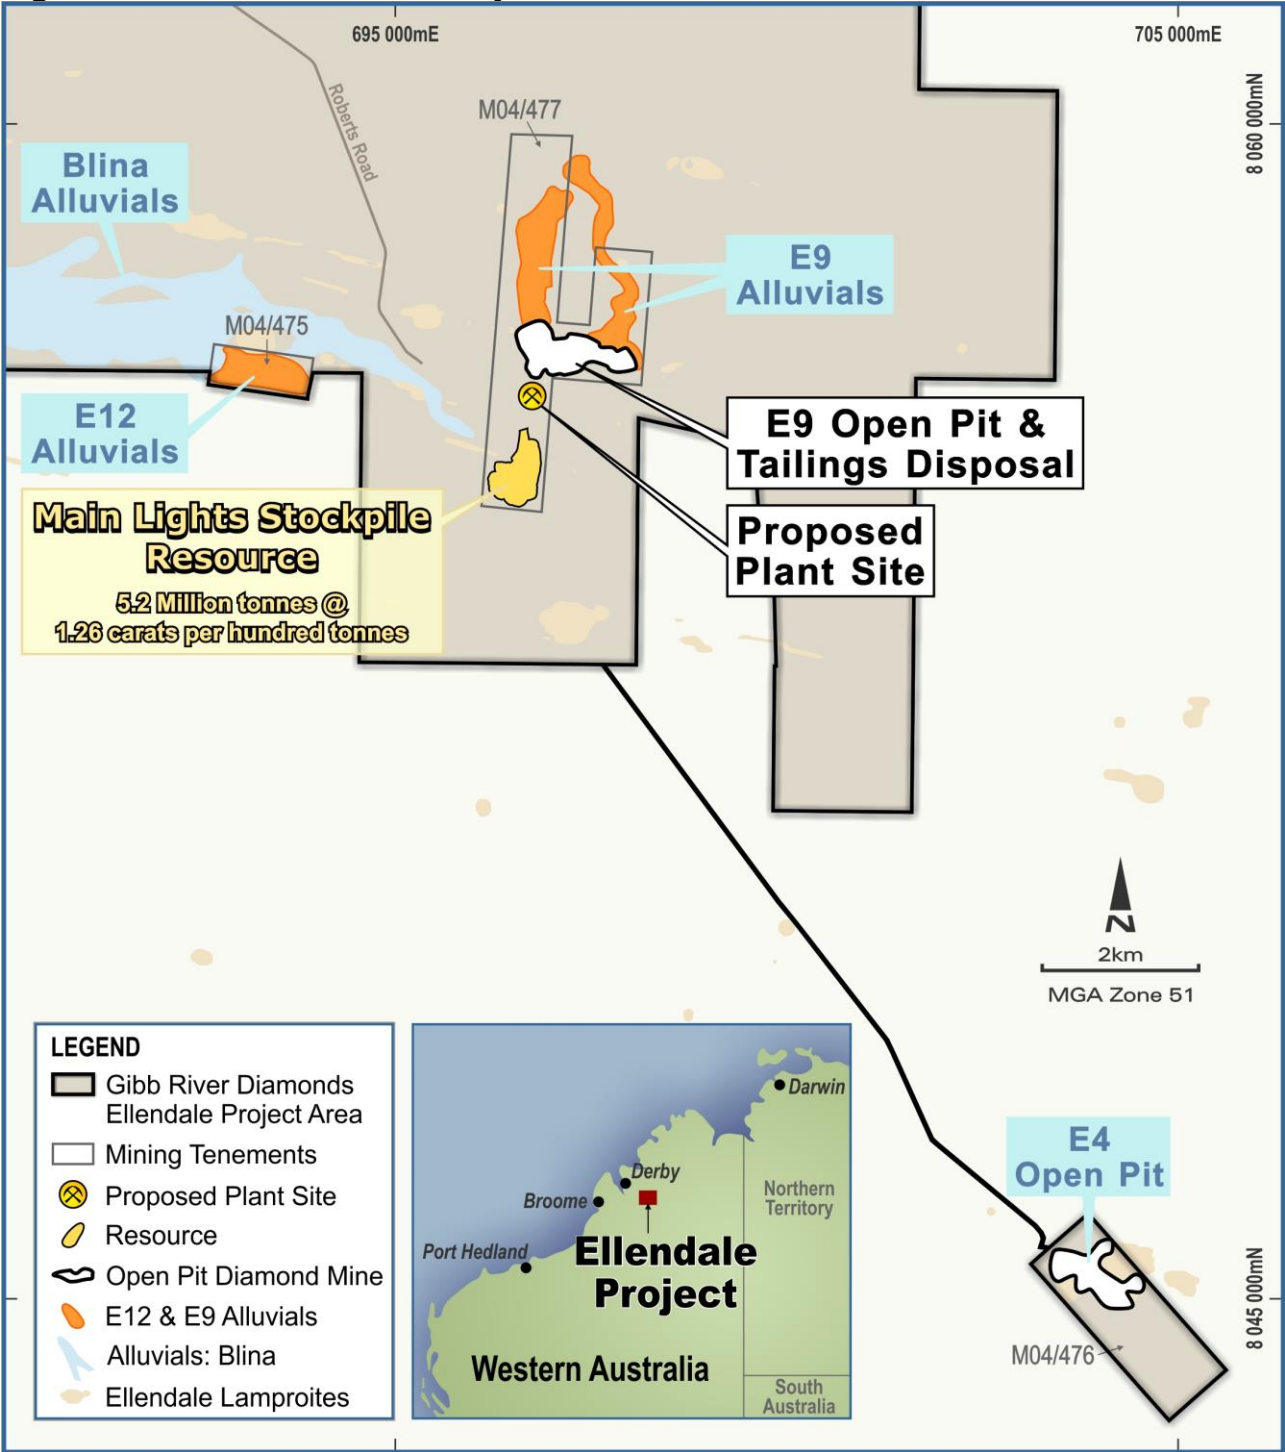 695 000mE
705 000mE
8 060 000mN
Roberts Road
M04/477
Blina
Alluvials
E9
Alluvials
M04/475
E12
Alluvials
E9 Open Pit &
Tailings Disposal
Main Lights Stockpile
Resource
5.2 Million tonnes @
1.26 carats per hundred tonnes
Proposed
Plant Site
N
2km
MGA Zone 51
LEGEND
Gibb River Diamonds
Ellendale Project Area
Mining Tenements
Proposed Plant Site
Resource
Open Pit Diamond Mine
E12 & E9 Alluvials
Alluvials: Blina
Ellendale Lamproites
Darwin
Derby
Broome
Northern
Territory
Port Hedland
Ellendale
Project
Western Australia
South
Australia
E4
Open Pit
8 045 000mN
M04/476